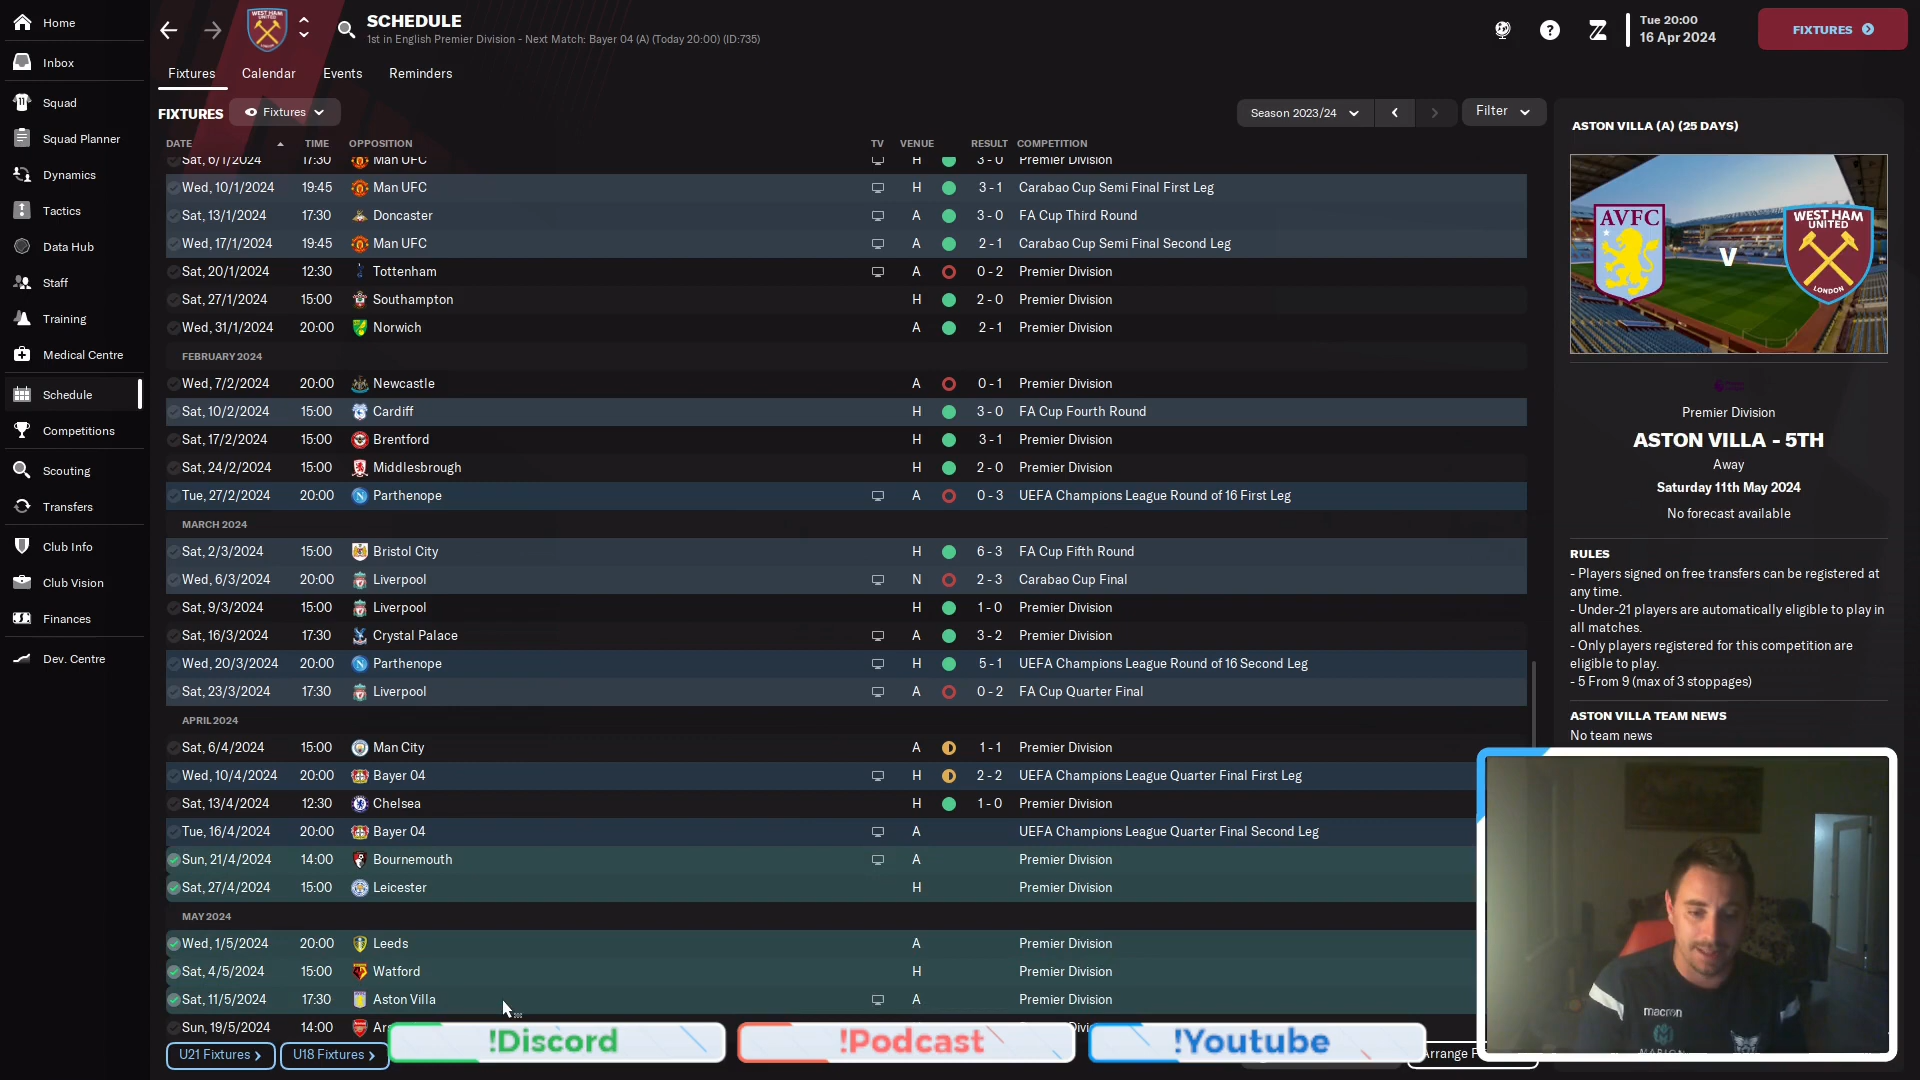 Home
Inbox
Squad
Squad Planner
Dynamics
Tactics
Data Hub
Staff
Training
Medical Centre
Schedule
Competitions
Scouting
Transfers
Club Info
Club Vision
Finances
Dev. Centre
WEST HAM UNITED LONDON
SCHEDULE
1st in English Premier Division - Next Match: Bayer 04 (A) (Today 20:00) (ID:735)
Tue 20:00
16 Apr 2024
FIXTURES
Fixtures Calendar Events Reminders
FIXTURES Fixtures
Season 2023/24 Filter
DATE TIME OPPOSITION TV VENUE RESULT COMPETITION
Sat, 6/1/2024 17:30 Man UFC H 3 - 0 Premier Division
Wed, 10/1/2024 19:45 Man UFC H 3 - 1 Carabao Cup Semi Final First Leg
Sat, 13/1/2024 17:30 Doncaster A 3 - 0 FA Cup Third Round
Wed, 17/1/2024 19:45 Man UFC A 2 - 1 Carabao Cup Semi Final Second Leg
Sat, 20/1/2024 12:30 Tottenham A 0 - 2 Premier Division
Sat, 27/1/2024 15:00 Southampton H 2 - 0 Premier Division
Wed, 31/1/2024 20:00 Norwich A 2 - 1 Premier Division
FEBRUARY 2024
Wed, 7/2/2024 20:00 Newcastle A 0 - 1 Premier Division
Sat, 10/2/2024 15:00 Cardiff H 3 - 0 FA Cup Fourth Round
Sat, 17/2/2024 15:00 Brentford H 3 - 1 Premier Division
Sat, 24/2/2024 15:00 Middlesbrough H 2 - 0 Premier Division
Tue, 27/2/2024 20:00 Parthenope A 0 - 3 UEFA Champions League Round of 16 First Leg
MARCH 2024
Sat, 2/3/2024 15:00 Bristol City H 6 - 3 FA Cup Fifth Round
Wed, 6/3/2024 20:00 Liverpool N 2 - 3 Carabao Cup Final
Sat, 9/3/2024 15:00 Liverpool H 1 - 0 Premier Division
Sat, 16/3/2024 17:30 Crystal Palace A 3 - 2 Premier Division
Wed, 20/3/2024 20:00 Parthenope H 5 - 1 UEFA Champions League Round of 16 Second Leg
Sat, 23/3/2024 17:30 Liverpool A 0 - 2 FA Cup Quarter Final
APRIL 2024
Sat, 6/4/2024 15:00 Man City A 1 - 1 Premier Division
Wed, 10/4/2024 20:00 Bayer 04 H 2 - 2 UEFA Champions League Quarter Final First Leg
Sat, 13/4/2024 12:30 Chelsea H 1 - 0 Premier Division
Tue, 16/4/2024 20:00 Bayer 04 A UEFA Champions League Quarter Final Second Leg
Sun, 21/4/2024 14:00 Bournemouth A Premier Division
Sat, 27/4/2024 15:00 Leicester H Premier Division
MAY 2024
Wed, 1/5/2024 20:00 Leeds A Premier Division
Sat, 4/5/2024 15:00 Watford H Premier Division
Sat, 11/5/2024 17:30 Aston Villa A Premier Division
Sun, 19/5/2024 14:00
U21 Fixtures U18 Fixtures
!Discord !Podcast !Youtube
ASTON VILLA (A) (25 DAYS)
AVFC
V
WEST HAM
UNITED
LONDON
Premier Division
ASTON VILLA - 5TH
Away
Saturday 11th May 2024
No forecast available
RULES
- Players signed on free transfers can be registered at
any time.
- Under-21 players are automatically eligible to play in
all matches.
- Only players registered for this competition are
eligible to play.
- 5 From 9 (max of 3 stoppages)
ASTON VILLA TEAM NEWS
No team news
macron